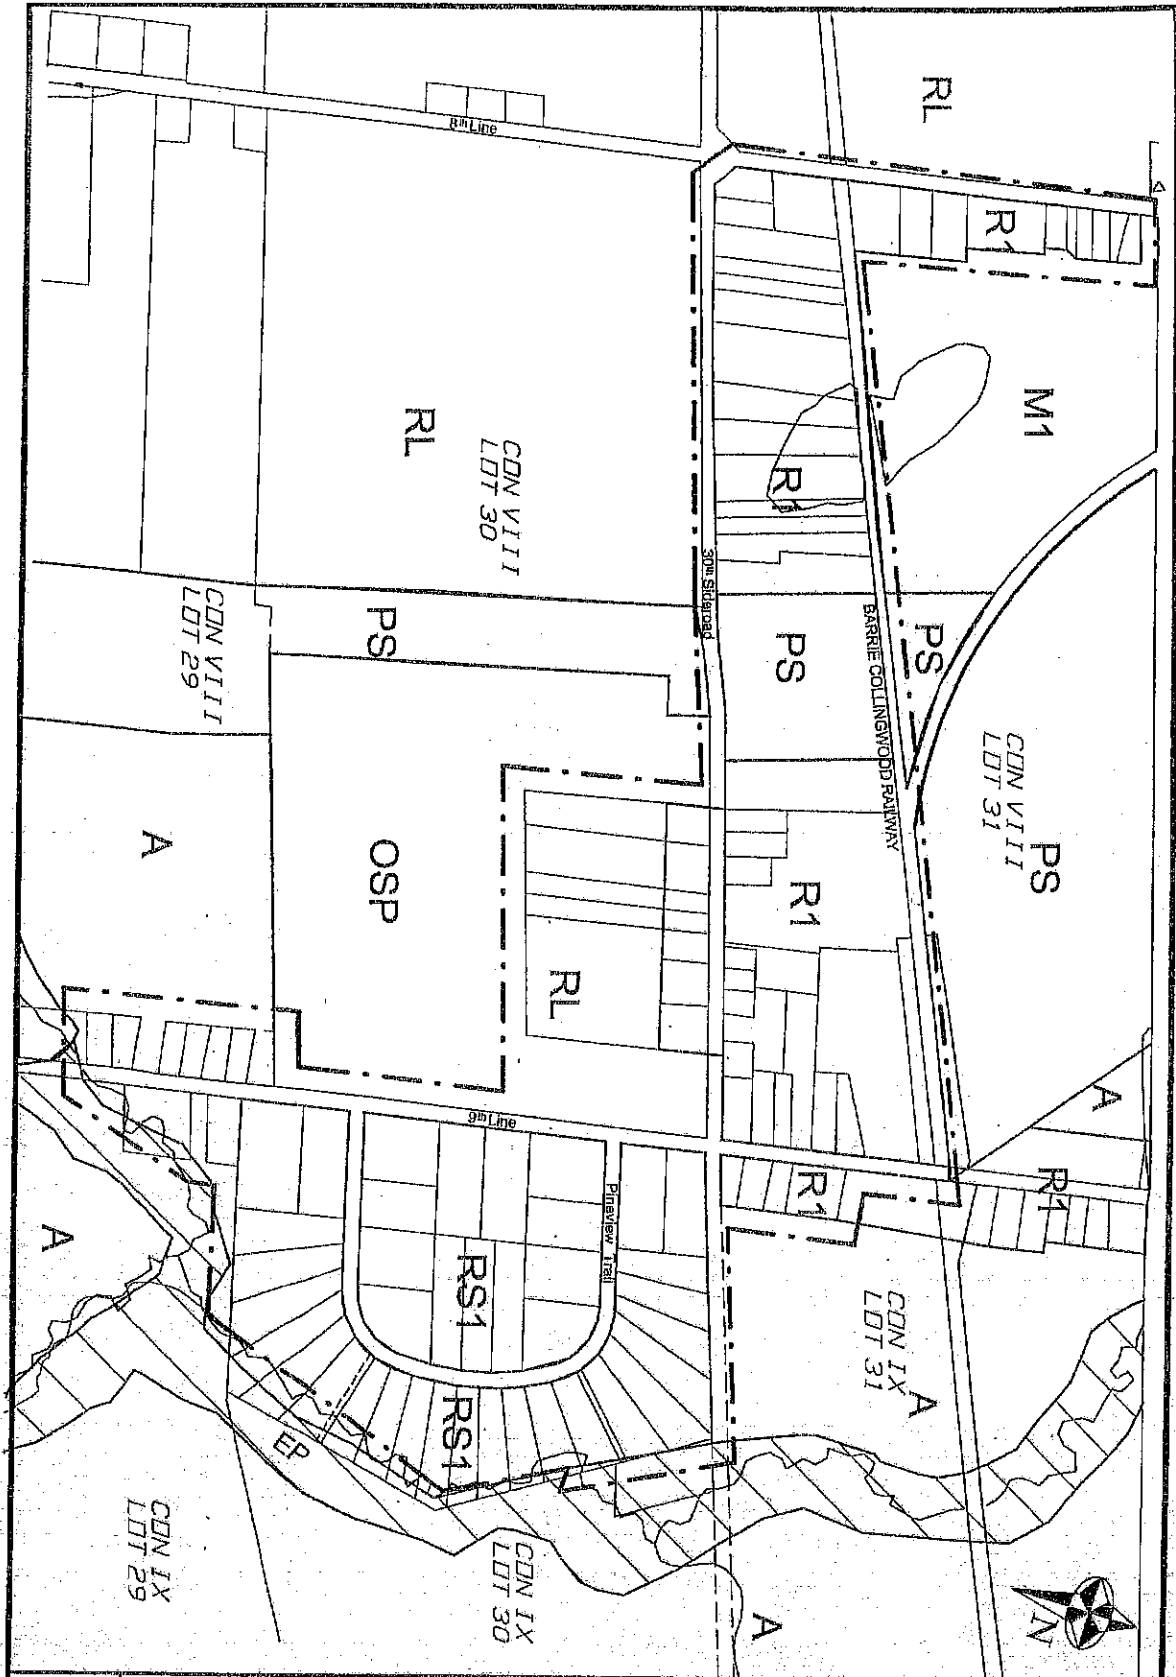 RL
8th Line
R1
M1
RL
CON VIII
LOT 30
R1
30th Sideroad
BARRIE COLLINGWOOD RAILWAY
PS
PS
PS
CON VIII
LOT 29
CON VIII
LOT 31
PS
A
OSP
R1
RL
A
9th Line
R1
R1
Pineview Trail
A
RS1
CON IX
LOT 31
A
RS1
EP
CON IX
LOT 29
CON IX
LOT 30
A
N